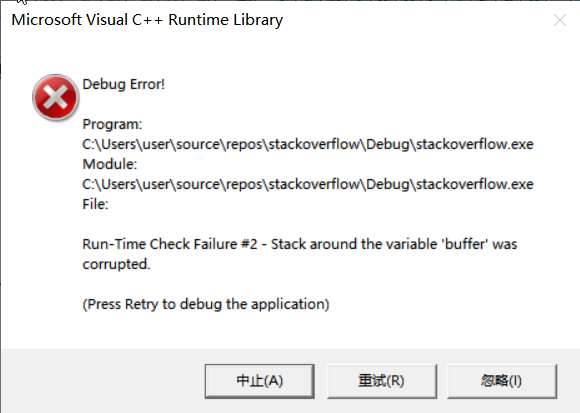 Microsoft Visual C++ Runtime Library
Debug Error!
Program:
C:\Users\user\source\repos\stackoverflow\Debug\stackoverflow.exe
Module:
C:\Users\user\source\repos\stackoverflow\Debug\stackoverflow.exe
File:
Run-Time Check Failure #2 - Stack around the variable 'buffer' was
corrupted.
(Press Retry to debug the application)
中止(A) 重试(R) 忽略(I)